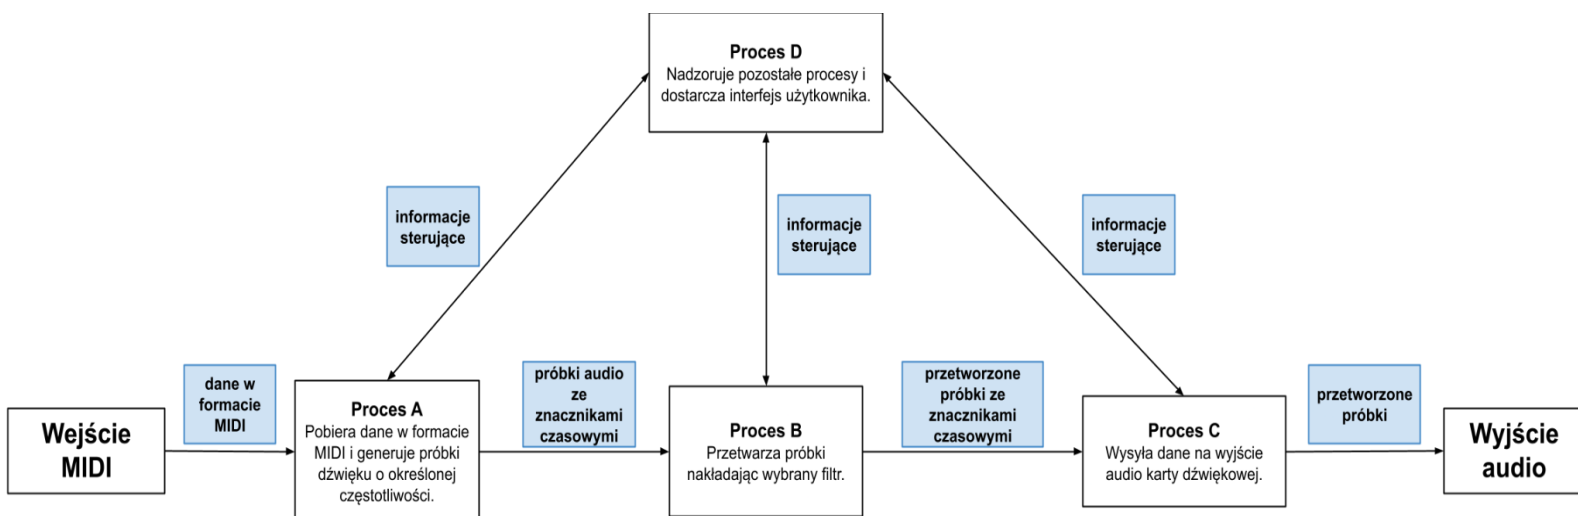 Proces D
Nadzoruje pozostałe procesy i
dostarcza interfejs użytkownika.
informacje
sterujące
informacje
sterujące
informacje
sterujące
Wejście
MIDI
dane w
formacie
MIDI
Proces A
Pobiera dane w formacie
MIDI i generuje próbki
dźwięku o określonej
częstotliwości.
próbki audio
ze
znacznikami
czasowymi
Proces B
Przetwarza próbki
nakładając wybrany filtr.
przetworzone
próbki ze
znacznikami
czasowymi
Proces C
Wysyła dane na wyjście
audio karty dźwiękowej.
przetworzone
próbki
Wyjście
audio